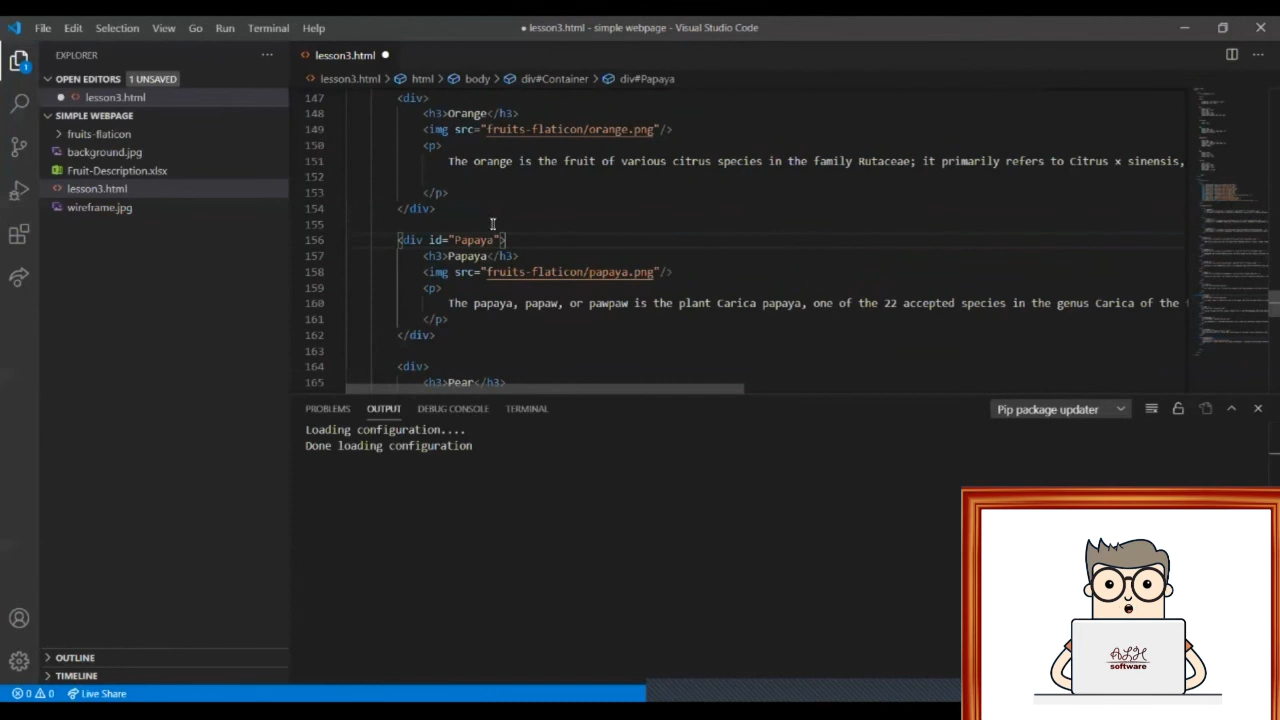 File Edit Selection View Go Run Terminal Help
● lesson3.html - simple webpage - Visual Studio Code
EXPLORER
OPEN EDITORS 1 UNSAVED
lesson3.html
SIMPLE WEBPAGE
fruits-flaticon
background.jpg
Fruit-Description.xlsx
lesson3.html
wireframe.jpg
OUTLINE
TIMELINE
1
lesson3.html
lesson3.html > html > body > div#Container > div#Papaya
147 <div>
148 <h3>Orange</h3>
149 <img src="fruits-flaticon/orange.png"/>
150 <p>
151 The orange is the fruit of various citrus species in the family Rutaceae; it primarily refers to Citrus x sinensis,
152
153 </p>
154 </div>
155
156 <div id="Papaya">
157 <h3>Papaya</h3>
158 <img src="fruits-flaticon/papaya.png"/>
159 <p>
160 The papaya, papaw, or pawpaw is the plant Carica papaya, one of the 22 accepted species in the genus Carica of the
161 </p>
162 </div>
163
164 <div>
165 <h3>Pear</h3>
PROBLEMS OUTPUT DEBUG CONSOLE TERMINAL
Pip package updater
Loading configuration....
Done loading configuration
0 0 Live Share
software